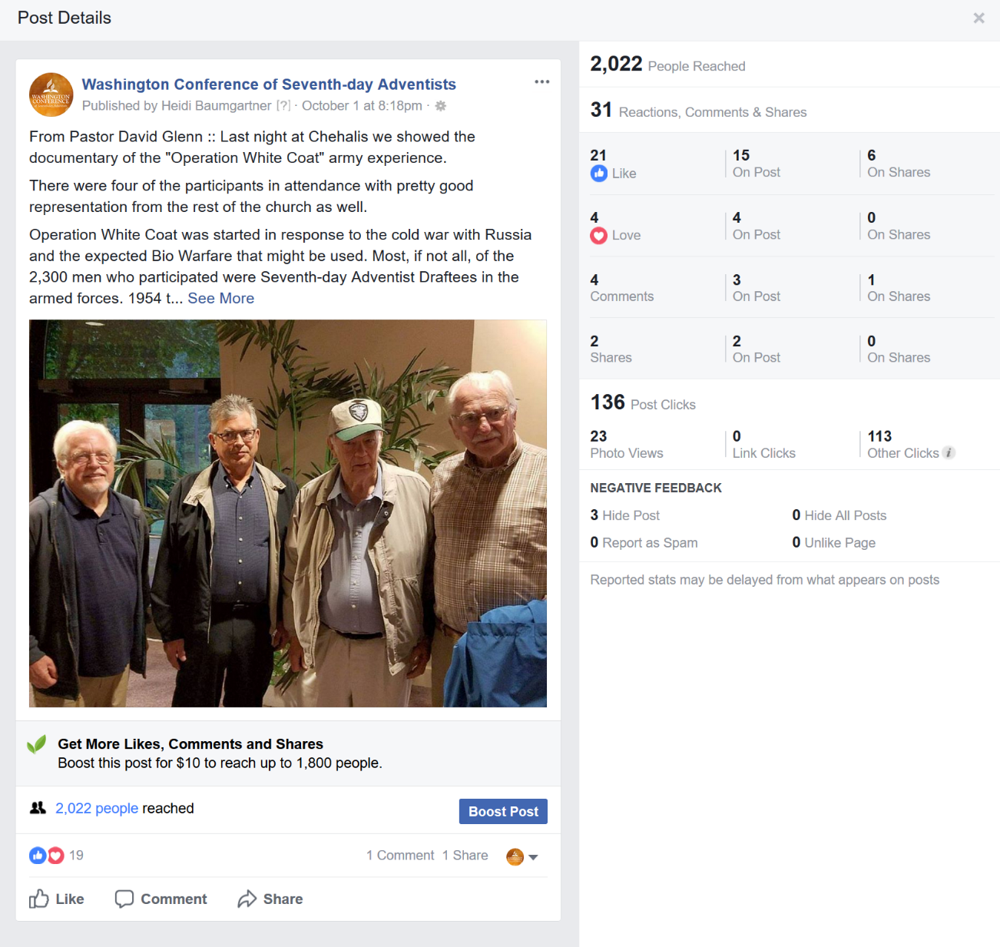 Post Details
Washington Conference of Seventh-day Adventists
Published by Heidi Baumgartner [?] · October 1 at 8:18pm ·
From Pastor David Glenn :: Last night at Chehalis we showed the
documentary of the "Operation White Coat" army experience.
There were four of the participants in attendance with pretty good
representation from the rest of the church as well.
Operation White Coat was started in response to the cold war with Russia
and the expected Bio Warfare that might be used. Most, if not all, of the
2,300 men who participated were Seventh-day Adventist Draftees in the
armed forces. 1954 t... See More
WASHINGTON
CONFERENCE
Get More Likes, Comments and Shares
Boost this post for $10 to reach up to 1,800 people.
2,022 people reached
Boost Post
19
1 Comment 1 Share
Like Comment Share
2,022 People Reached
31 Reactions, Comments & Shares
21 15 6
Like On Post On Shares
4 4 0
Love On Post On Shares
4 3 1
Comments On Post On Shares
2 2 0
Shares On Post On Shares
136 Post Clicks
23 0 113
Photo Views Link Clicks Other Clicks i
NEGATIVE FEEDBACK
3 Hide Post 0 Hide All Posts
0 Report as Spam 0 Unlike Page
Reported stats may be delayed from what appears on posts